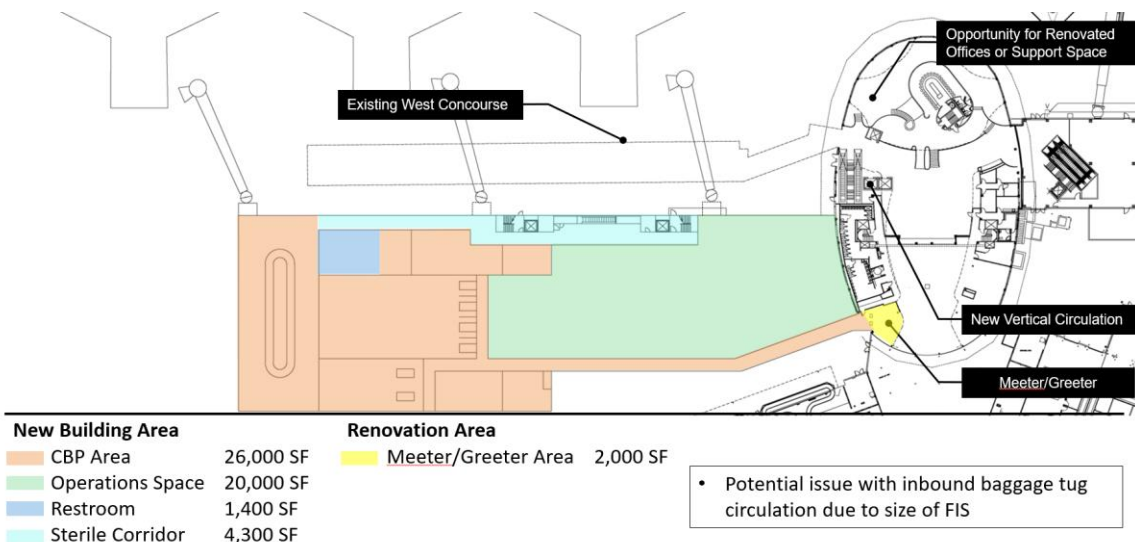 Opportunity for Renovated
Offices or Support Space
Existing West Concourse
New Vertical Circulation
Meeter/Greeter
New Building Area
CBP Area 26,000 SF
Operations Space 20,000 SF
Restroom 1,400 SF
Sterile Corridor 4,300 SF
Renovation Area
Meeter/Greeter Area 2,000 SF
• Potential issue with inbound baggage tug
circulation due to size of FIS